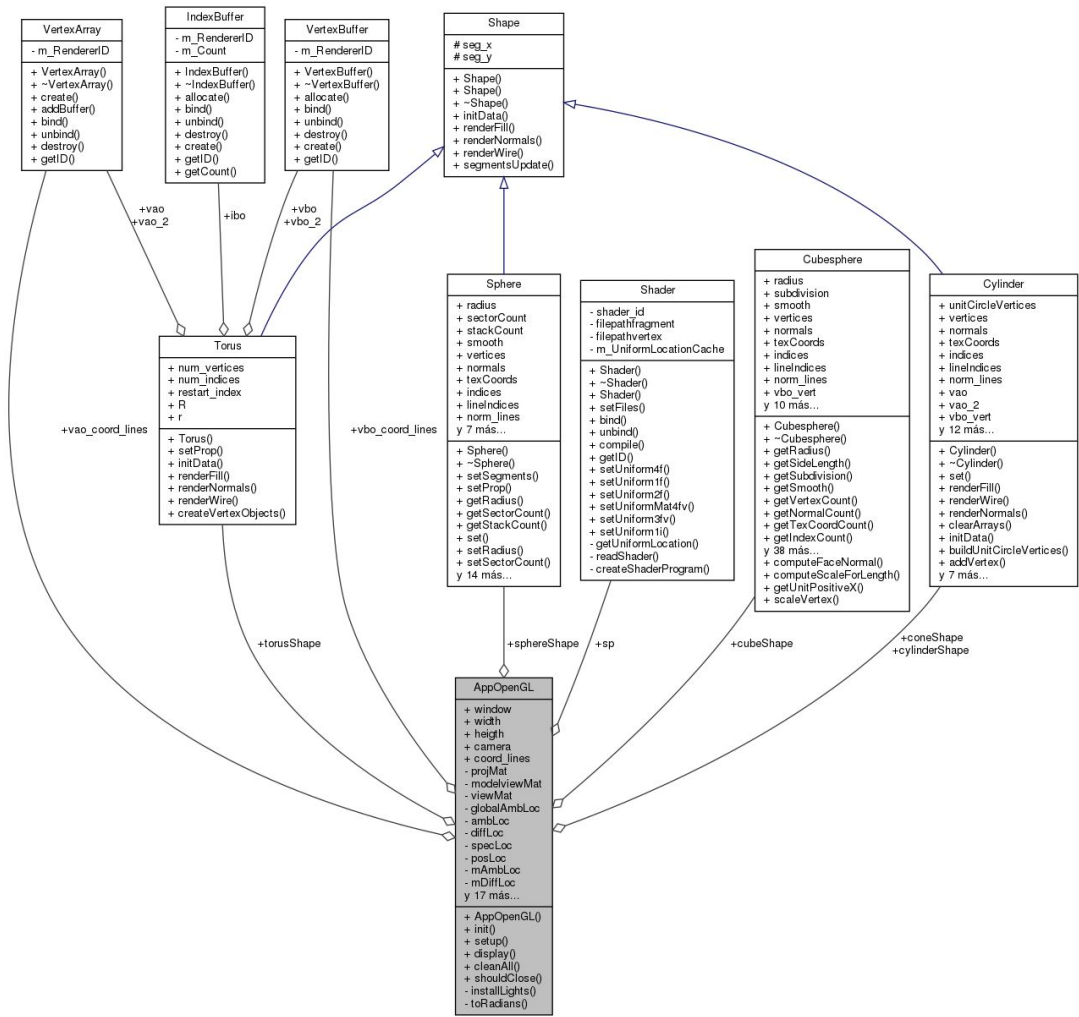 VertexArray
- m_RendererID
+ VertexArray()
+ ~VertexArray()
+ create()
+ addBuffer()
+ bind()
+ unbind()
+ destroy()
+ getID()
IndexBuffer
- m_RendererID
- m_Count
+ IndexBuffer()
+ ~IndexBuffer()
+ allocate()
+ bind()
+ unbind()
+ destroy()
+ create()
+ getID()
+ getCount()
VertexBuffer
- m_RendererID
+ VertexBuffer()
+ ~VertexBuffer()
+ allocate()
+ bind()
+ unbind()
+ destroy()
+ create()
+ getID()
Shape
# seg_x
# seg_y
+ Shape()
+ Shape()
+ ~Shape()
+ initData()
+ renderFill()
+ renderNormals()
+ renderWire()
+ segmentsUpdate()
+vao
+vao_2
+ibo
+vbo
+vbo_2
Torus
+ num_vertices
+ num_indices
+ restart_index
+ R
+ r
+ Torus()
+ setProp()
+ initData()
+ renderFill()
+ renderNormals()
+ renderWire()
+ createVertexObjects()
Sphere
+ radius
+ sectorCount
+ stackCount
+ smooth
+ vertices
+ normals
+ texCoords
+ indices
+ lineIndices
+ norm_lines
y 7 más...
+ Sphere()
+ ~Sphere()
+ setSegments()
+ setProp()
+ getRadius()
+ getSectorCount()
+ getStackCount()
+ set()
+ setRadius()
+ setSectorCount()
y 14 más...
Shader
- shader_id
- filepathfragment
- filepathvertex
- m_UniformLocationCache
+ Shader()
+ ~Shader()
+ Shader()
+ setFiles()
+ bind()
+ unbind()
+ compile()
+ getID()
+ setUniform4f()
+ setUniform1f()
+ setUniform2f()
+ setUniformMat4fv()
+ setUniform3fv()
+ setUniform1i()
- getUniformLocation()
- readShader()
- createShaderProgram()
Cubesphere
+ radius
+ subdivision
+ smooth
+ vertices
+ normals
+ texCoords
+ indices
+ lineIndices
+ norm_lines
+ vbo_vert
y 10 más...
+ Cubesphere()
+ ~Cubesphere()
+ getRadius()
+ getSideLength()
+ getSubdivision()
+ getSmooth()
+ getVertexCount()
+ getNormalCount()
+ getTexCoordCount()
+ getIndexCount()
y 38 más...
+ computeFaceNormal()
+ computeScaleForLength()
+ getUnitPositiveX()
+ scaleVertex()
Cylinder
+ unitCircleVertices
+ vertices
+ normals
+ texCoords
+ indices
+ lineIndices
+ norm_lines
+ vao
+ vao_2
+ vbo_vert
y 12 más...
+ Cylinder()
+ ~Cylinder()
+ set()
+ renderFill()
+ renderWire()
+ renderNormals()
+ clearArrays()
+ initData()
+ buildUnitCircleVertices()
+ addVertex()
y 7 más...
+vao_coord_lines
+vbo_coord_lines
+torusShape
+sphereShape
+sp
+cubeShape
+coneShape
+cylinderShape
AppOpenGL
+ window
+ width
+ heigth
+ camera
+ coord_lines
- projMat
- modelviewMat
- viewMat
- globalAmbLoc
- ambLoc
- diffLoc
- specLoc
- posLoc
- mAmbLoc
- mDiffLoc
y 17 más...
+ AppOpenGL()
+ init()
+ setup()
+ display()
+ cleanAll()
+ shouldClose()
- installLights()
- toRadians()